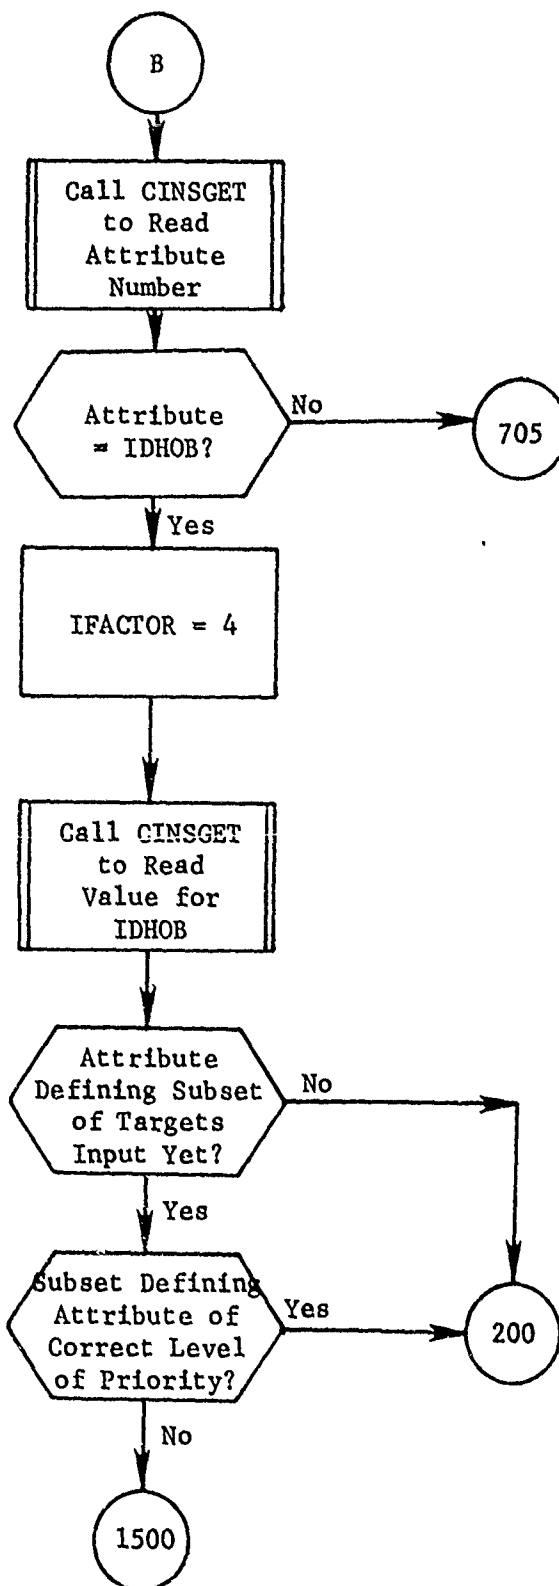 B
Call CINSGET
to Read
Attribute
Number
Attribute
= IDHOB?
No
705
Yes
IFACTOR = 4
Call CINSGET
to Read
Value for
IDHOB
Attribute
Defining Subset
of Targets
Input Yet?
No
Yes
Subset Defining
Attribute of
Correct Level
of Priority?
Yes
200
No
1500